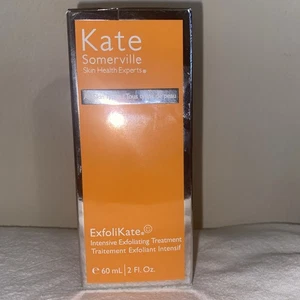 Kate
Somerville
Skin Health Experts®
ExfoliKate®
Intensive Exfoliating Treatment
Traitement Exfoliant Intensif
℮ 60 mL | 2 Fl. Oz.